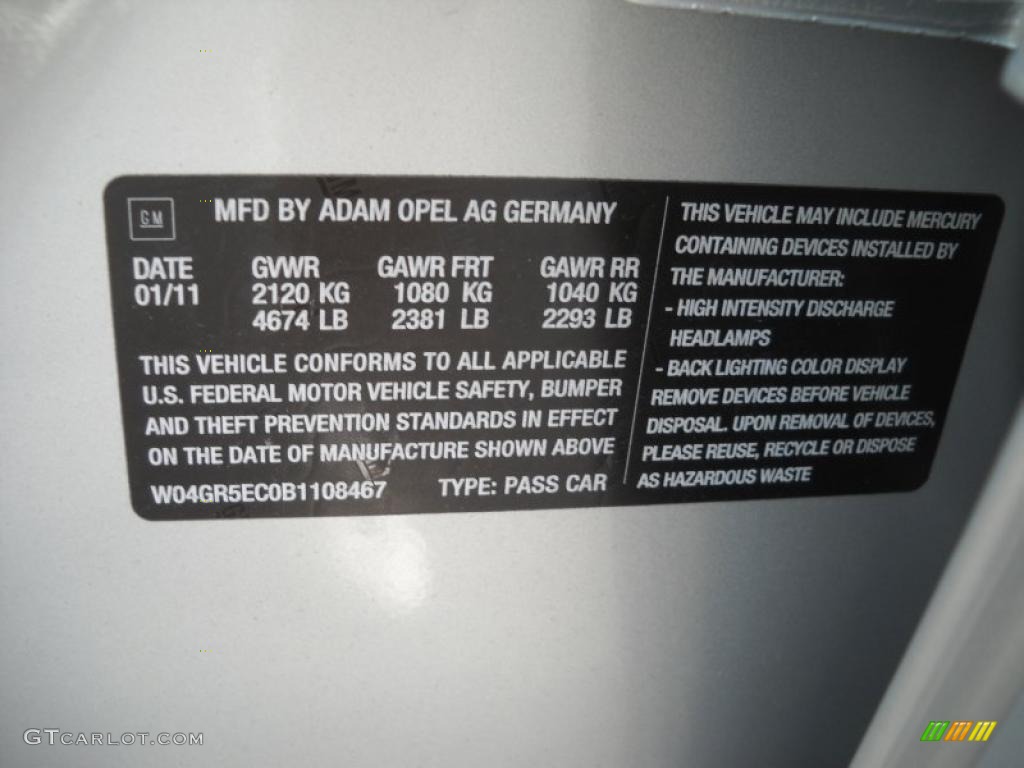 GM
MFD BY ADAM OPEL AG GERMANY
DATE GVWR GAWR FRT GAWR RR
01/11 2120 KG 1080 KG 1040 KG
4674 LB 2381 LB 2293 LB
THIS VEHICLE CONFORMS TO ALL APPLICABLE
U.S. FEDERAL MOTOR VEHICLE SAFETY, BUMPER
AND THEFT PREVENTION STANDARDS IN EFFECT
ON THE DATE OF MANUFACTURE SHOWN ABOVE
W04GR5EC0B1108467 TYPE: PASS CAR
THIS VEHICLE MAY INCLUDE MERCURY
CONTAINING DEVICES INSTALLED BY
THE MANUFACTURER:
- HIGH INTENSITY DISCHARGE
HEADLAMPS
- BACK LIGHTING COLOR DISPLAY
REMOVE DEVICES BEFORE VEHICLE
DISPOSAL. UPON REMOVAL OF DEVICES,
PLEASE REUSE, RECYCLE OR DISPOSE
AS HAZARDOUS WASTE
GTCARLOT.COM